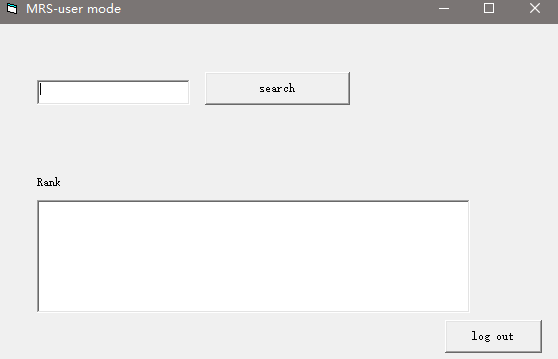 MRS-user mode
search
Rank
log out